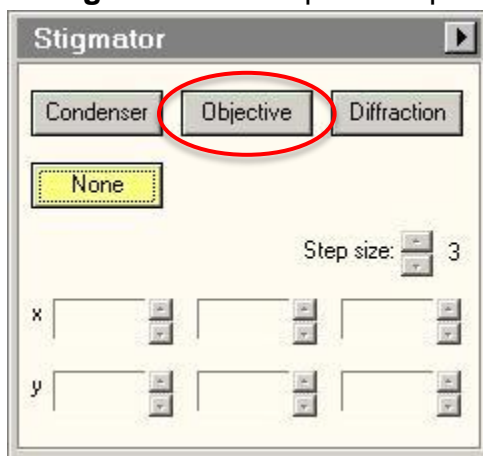 Stigmator
Condenser Objective Diffraction
None
Step size: 3
x
y